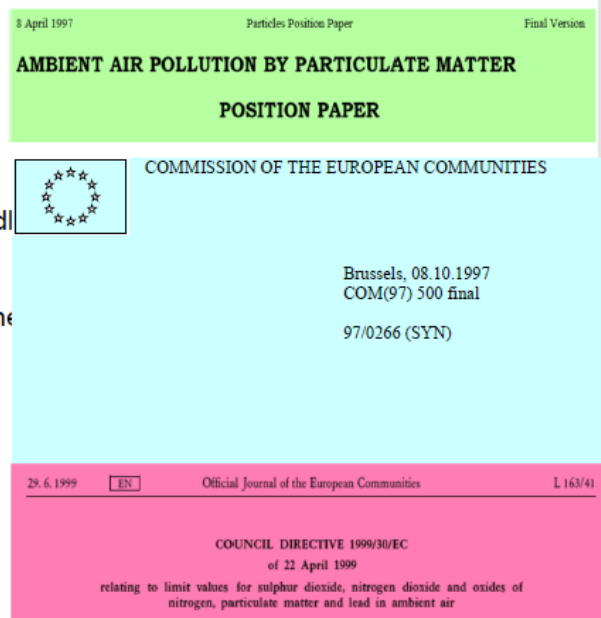 8 April 1997 Particles Position Paper Final Version
AMBIENT AIR POLLUTION BY PARTICULATE MATTER
POSITION PAPER
COMMISSION OF THE EUROPEAN COMMUNITIES
Brussels, 08.10.1997
COM(97) 500 final
97/0266 (SYN)
29. 6. 1999 EN Official Journal of the European Communities L 163/41
COUNCIL DIRECTIVE 1999/30/EC
of 22 April 1999
relating to limit values for sulphur dioxide, nitrogen dioxide and oxides of
nitrogen, particulate matter and lead in ambient air